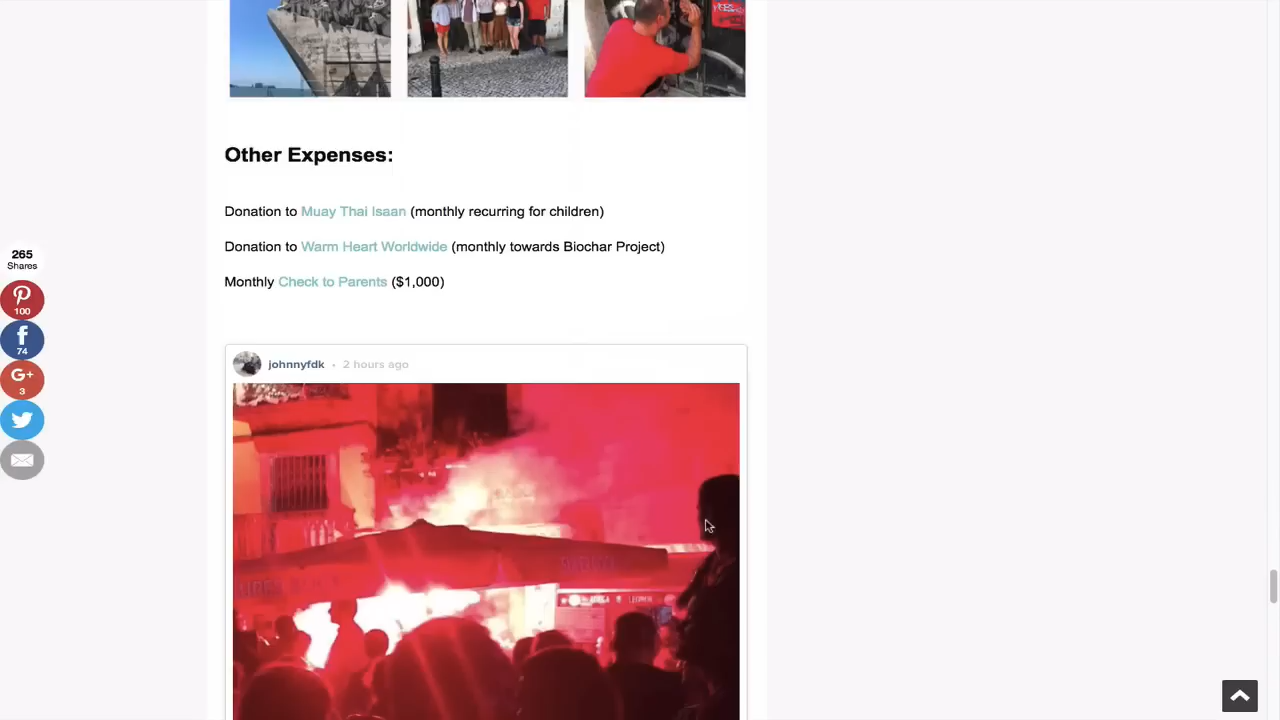 Other Expenses:
Donation to Muay Thai Isaan (monthly recurring for children)
Donation to Warm Heart Worldwide (monthly towards Biochar Project)
Monthly Check to Parents ($1,000)
265
Shares
100
74
G+
3
johnnyfdk • 2 hours ago